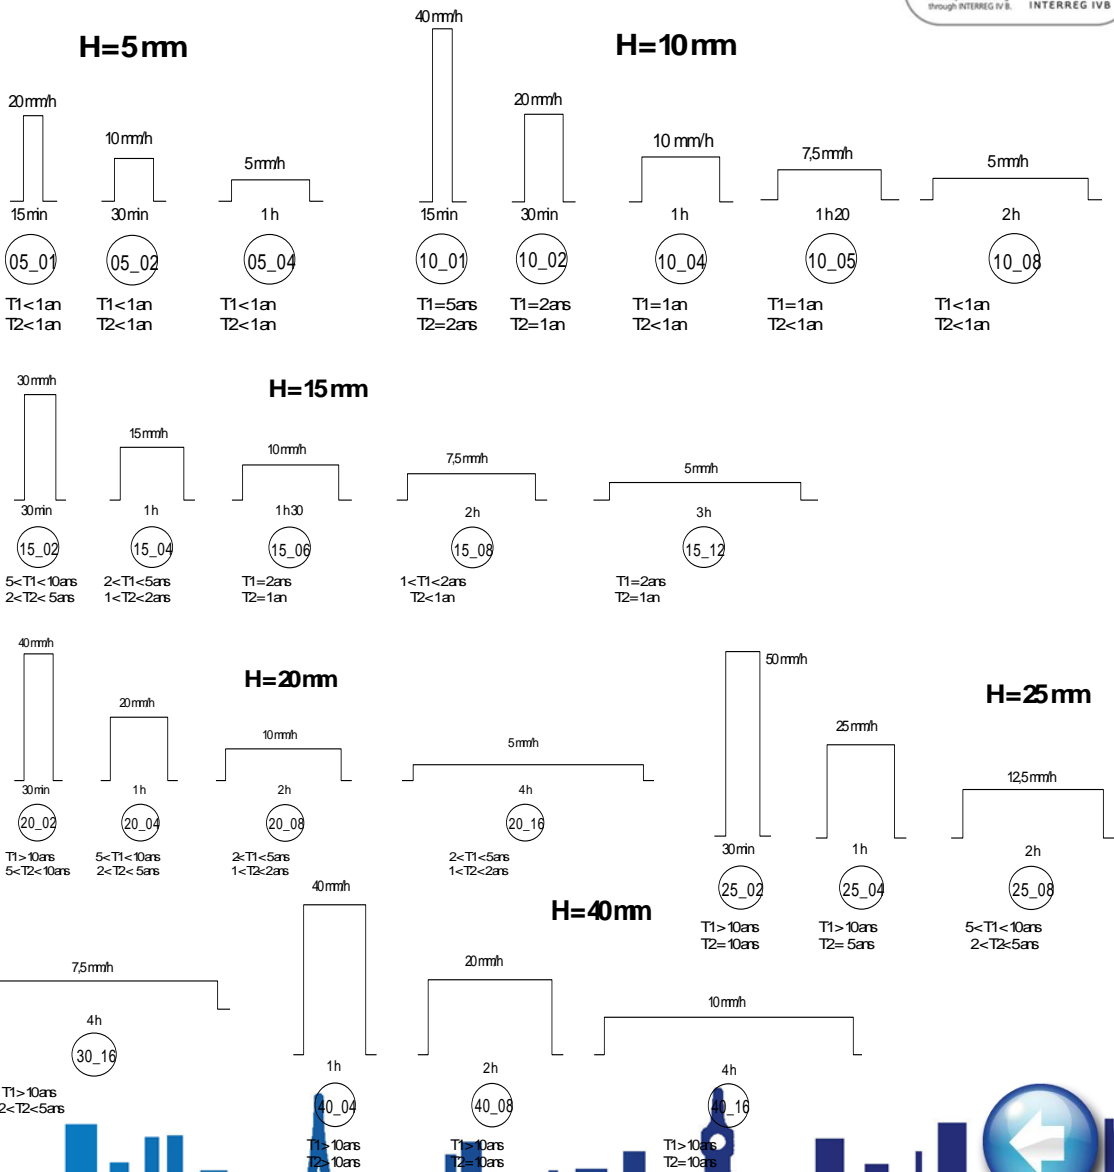 through INTERREG IV B.
INTERREG IVB
H=5mm
20mm/h
10mm/h
5mm/h
15min
30min
1h
05_01
05_02
05_04
T1<1an
T2<1an
T1<1an
T2<1an
T1<1an
T2<1an
H=10mm
40mm/h
20mm/h
10 mm/h
7,5mm/h
5mm/h
15min
30min
1h
1h20
2h
10_01
10_02
10_04
10_05
10_08
T1=5ans
T2=2ans
T1=2ans
T2=1an
T1=1an
T2<1an
T1=1an
T2<1an
T1<1an
T2<1an
H=15mm
30mm/h
15mm/h
10mm/h
7,5mm/h
5mm/h
30min
1h
1h30
2h
3h
15_02
15_04
15_06
15_08
15_12
5<T1<10ans
2<T2<5ans
2<T1<5ans
1<T2<2ans
T1=2ans
T2=1an
1<T1<2ans
T2<1an
T1=2ans
T2=1an
H=20mm
40mm/h
20mm/h
10mm/h
5mm/h
30min
1h
2h
4h
20_02
20_04
20_08
20_16
T1>10ans
5<T2<10ans
5<T1<10ans
2<T2<5ans
2<T1<5ans
1<T2<2ans
2<T1<5ans
1<T2<2ans
H=25mm
50mm/h
25mm/h
12,5mm/h
30min
1h
2h
25_02
25_04
25_08
T1>10ans
T2=10ans
T1>10ans
T2=5ans
5<T1<10ans
2<T2<5ans
7,5mm/h
4h
30_16
T1>10ans
2<T2<5ans
H=40mm
40mm/h
20mm/h
10mm/h
1h
2h
4h
40_04
40_08
40_16
T1>10ans
T2>10ans
T1>10ans
T2=10ans
T1>10ans
T2=10ans